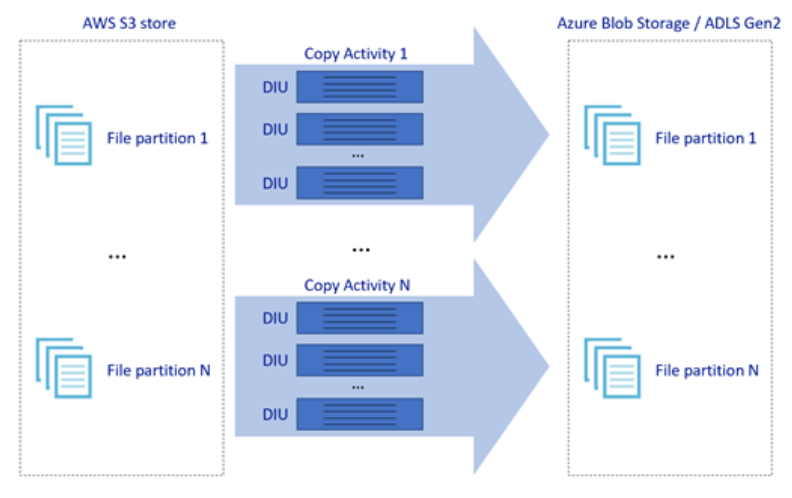 AWS S3 store
Azure Blob Storage / ADLS Gen2
Copy Activity 1
DIU
DIU
...
DIU
File partition 1
File partition 1
...
...
...
Copy Activity N
DIU
DIU
...
DIU
File partition N
File partition N